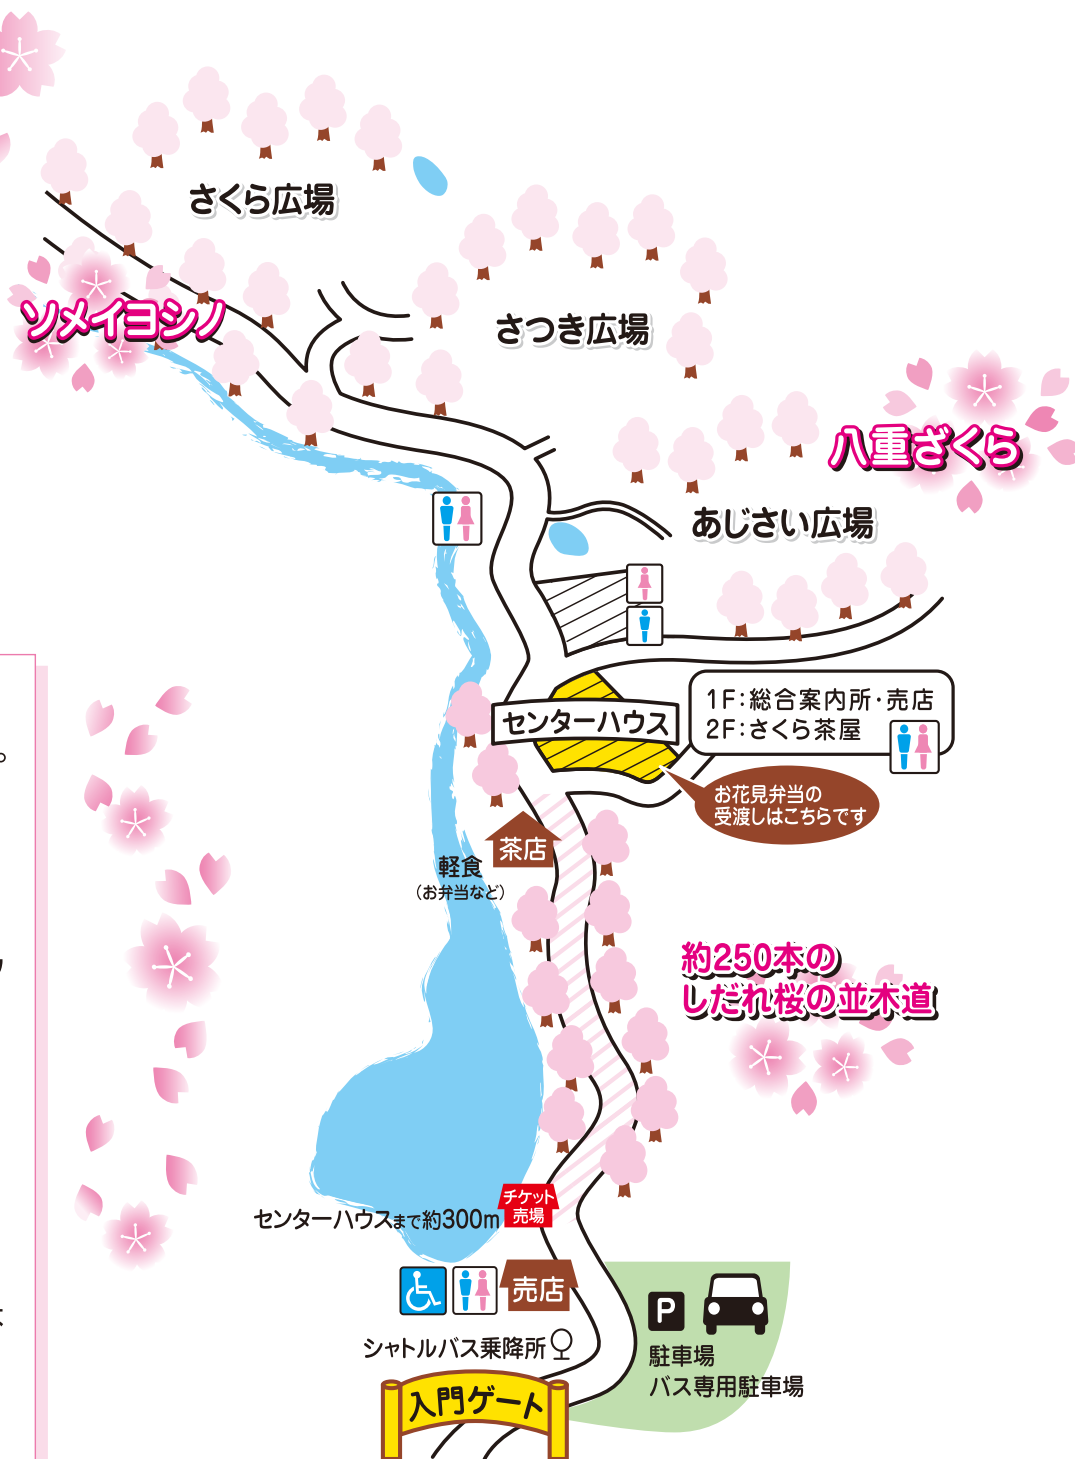 さくら広場
ソメイヨシノ
さつき広場
八重ざくら
あじさい広場
センターハウス
1F:総合案内所・売店
2F:さくら茶屋
お花見弁当の
受渡しはこちらです
茶店
軽食
(お弁当など)
約250本の
しだれ桜の並木道
チケット
売場
センターハウスまで約300m
売店
シャトルバス乗降所
P
駐車場
バス専用駐車場
入門ゲート